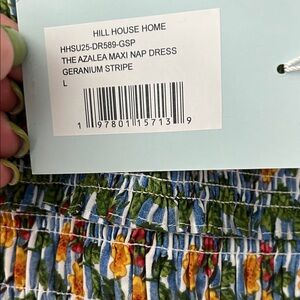 HILL HOUSE HOME
HHSU25-DR589-GSP
THE AZALEA MAXI NAP DRESS
GERANIUM STRIPE
L
1 97801 15713 9